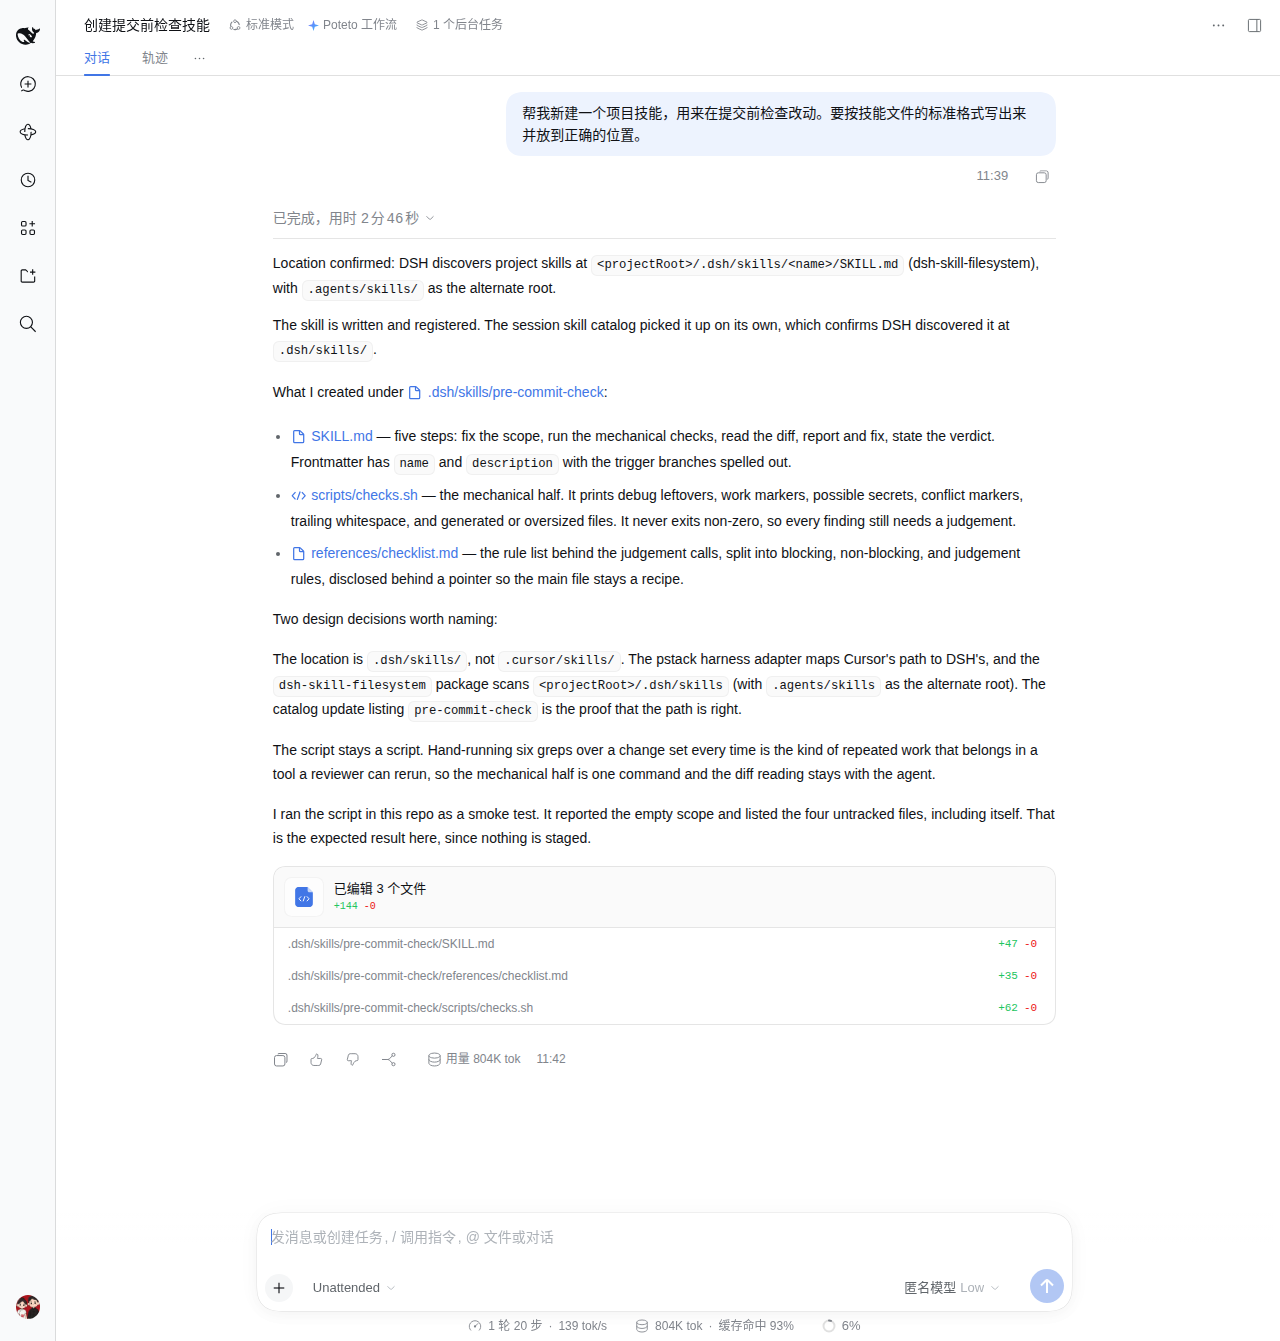 创建提交前检查技能 标准模式 Poteto 工作流 1 个后台任务
对话 轨迹 ···
帮我新建一个项目技能，用来在提交前检查改动。要按技能文件的标准格式写出来
并放到正确的位置。
11:39
已完成，用时 2 分 46 秒
Location confirmed: DSH discovers project skills at <projectRoot>/.dsh/skills/<name>/SKILL.md (dsh-skill-filesystem),
with .agents/skills/ as the alternate root.
The skill is written and registered. The session skill catalog picked it up on its own, which confirms DSH discovered it at
.dsh/skills/.
What I created under .dsh/skills/pre-commit-check:
• SKILL.md — five steps: fix the scope, run the mechanical checks, read the diff, report and fix, state the verdict.
Frontmatter has name and description with the trigger branches spelled out.
• scripts/checks.sh — the mechanical half. It prints debug leftovers, work markers, possible secrets, conflict markers,
trailing whitespace, and generated or oversized files. It never exits non-zero, so every finding still needs a judgement.
• references/checklist.md — the rule list behind the judgement calls, split into blocking, non-blocking, and judgement
rules, disclosed behind a pointer so the main file stays a recipe.
Two design decisions worth naming:
The location is .dsh/skills/, not .cursor/skills/. The pstack harness adapter maps Cursor's path to DSH's, and the
dsh-skill-filesystem package scans <projectRoot>/.dsh/skills (with .agents/skills as the alternate root). The
catalog update listing pre-commit-check is the proof that the path is right.
The script stays a script. Hand-running six greps over a change set every time is the kind of repeated work that belongs in a
tool a reviewer can rerun, so the mechanical half is one command and the diff reading stays with the agent.
I ran the script in this repo as a smoke test. It reported the empty scope and listed the four untracked files, including itself. That
is the expected result here, since nothing is staged.
已编辑 3 个文件
+144 -0
.dsh/skills/pre-commit-check/SKILL.md +47 -0
.dsh/skills/pre-commit-check/references/checklist.md +35 -0
.dsh/skills/pre-commit-check/scripts/checks.sh +62 -0
用量 804K tok 11:42
发消息或创建任务, / 调用指令, @ 文件或对话
Unattended 匿名模型 Low
1 轮 20 步 · 139 tok/s 804K tok · 缓存命中 93% 6%